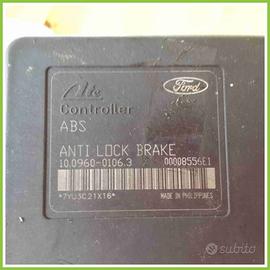 Ate
Ford
Controller
ABS
ANTI LOCK BRAKE
10.0960-0106.3 00008556E1
*7YU3C21X16* MADE IN PHILIPPINES
subito